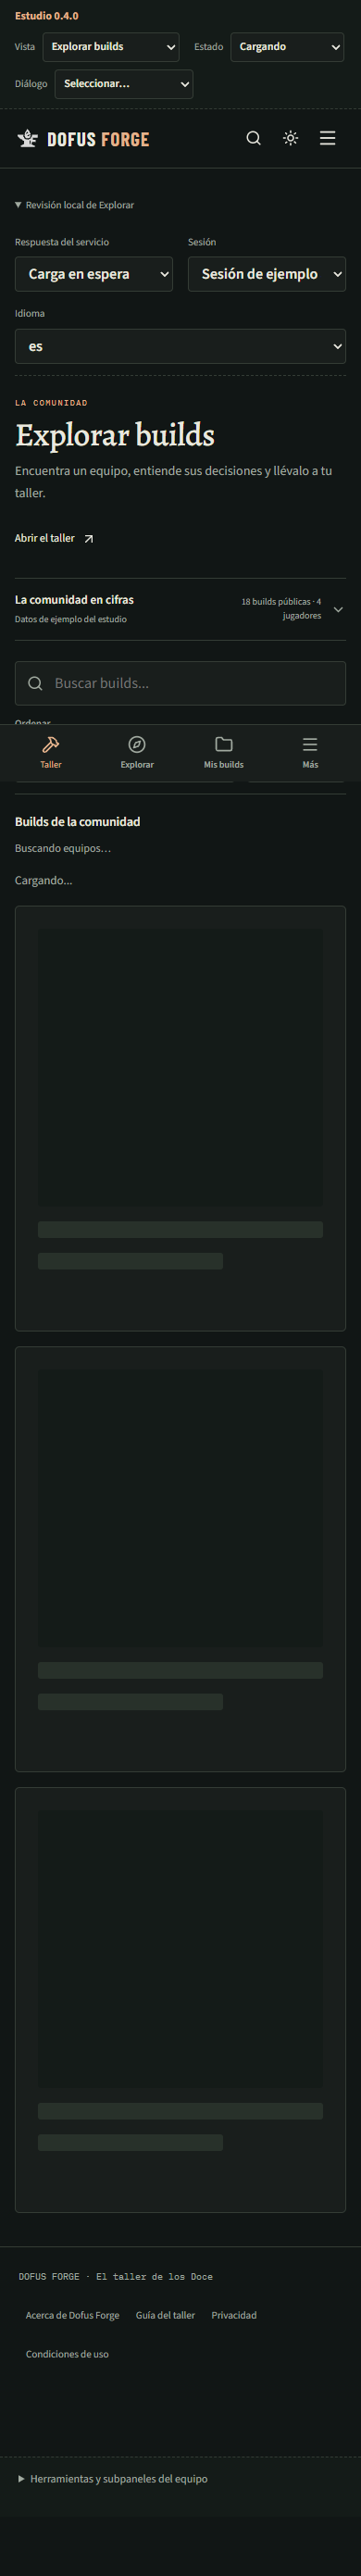 Estudio 0.4.0
Vista Explorar builds Estado Cargando
Diálogo Seleccionar...
DOFUS FORGE
Revisión local de Explorar
Respuesta del servicio Sesión
Carga en espera Sesión de ejemplo
Idioma
es
LA COMUNIDAD
Explorar builds
Encuentra un equipo, entiende sus decisiones y llévalo a tu
taller.
Abrir el taller
La comunidad en cifras
Datos de ejemplo del estudio
18 builds públicas · 4
jugadores
Buscar builds...
Ordenar
Taller Explorar Mis builds Más
Builds de la comunidad
Buscando equipos…
Cargando...
DOFUS FORGE · El taller de los Doce
Acerca de Dofus Forge Guía del taller Privacidad
Condiciones de uso
Herramientas y subpaneles del equipo